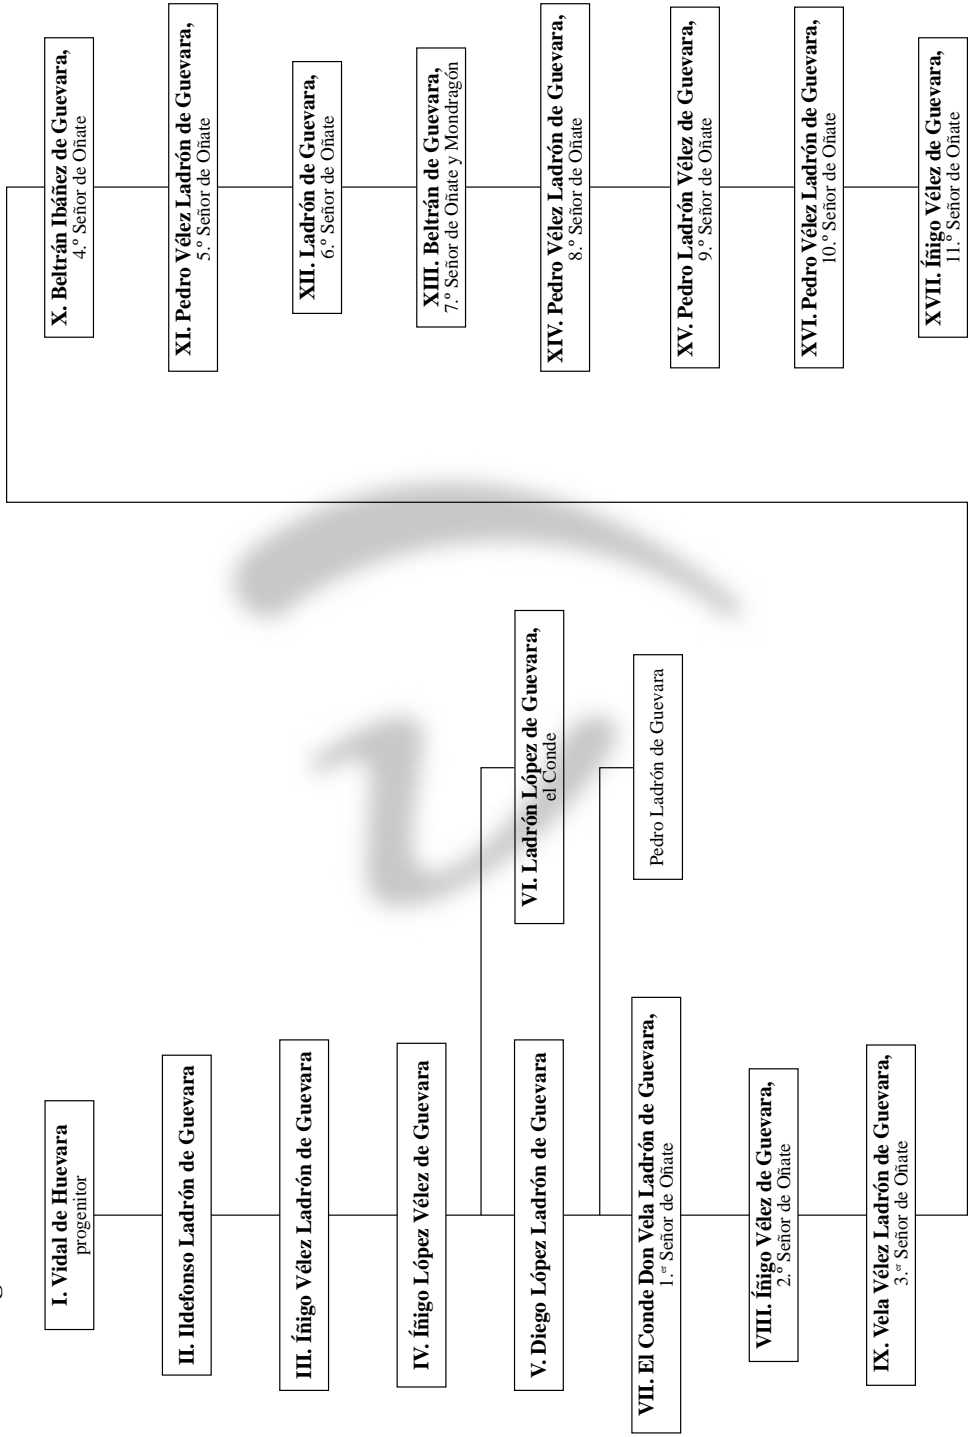 I. Vidal de Huevara
progenitor
II. Ildefonso Ladrón de Guevara
III. Íñigo Vélez Ladrón de Guevara
IV. Íñigo López Vélez de Guevara
V. Diego López Ladrón de Guevara
VI. Ladrón López de Guevara,
el Conde
VII. El Conde Don Vela Ladrón de Guevara,
1.er Señor de Oñate
Pedro Ladrón de Guevara
VIII. Íñigo Vélez de Guevara,
2.º Señor de Oñate
IX. Vela Vélez Ladrón de Guevara,
3.er Señor de Oñate
X. Beltrán Ibáñez de Guevara,
4.º Señor de Oñate
XI. Pedro Vélez Ladrón de Guevara,
5.º Señor de Oñate
XII. Ladrón de Guevara,
6.º Señor de Oñate
XIII. Beltrán de Guevara,
7.º Señor de Oñate y Mondragón
XIV. Pedro Vélez Ladrón de Guevara,
8.º Señor de Oñate
XV. Pedro Ladrón Vélez de Guevara,
9.º Señor de Oñate
XVI. Pedro Vélez Ladrón de Guevara,
10.º Señor de Oñate
XVII. Íñigo Vélez de Guevara,
11.º Señor de Oñate